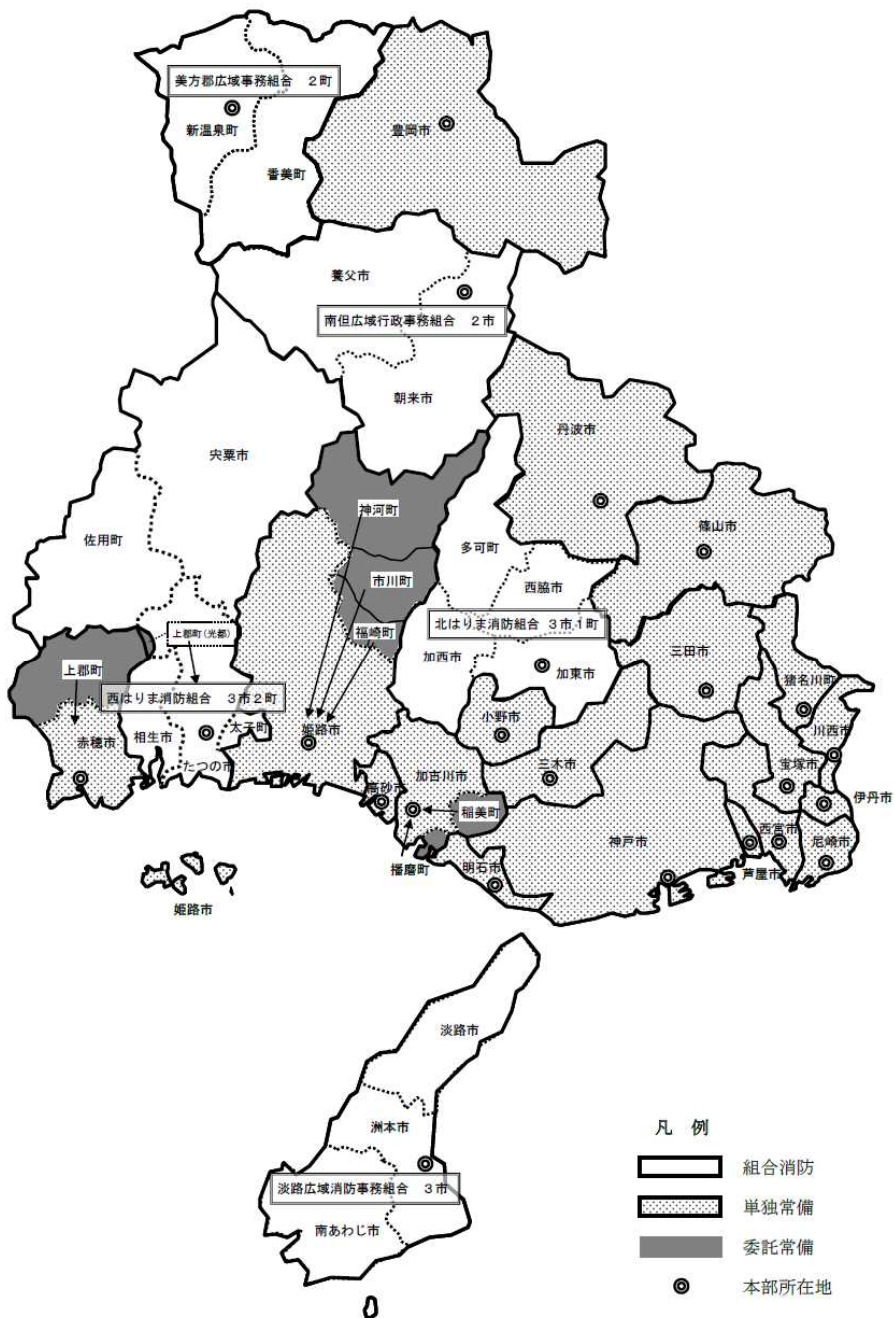 美方郡広域事務組合　２町
新温泉町
香美町
豊岡市
養父市
南但広域行政事務組合　２市
朝来市
宍粟市
丹波市
神河町
佐用町
多可町
篠山市
市川町
西脇市
福崎町
北はりま消防組合　３市１町
上郡町(光都)
加西市
加東市
三田市
上郡町
西はりま消防組合　３市２町
猪名川町
赤穂市
相生市
太子町
姫路市
小野市
川西市
たつの市
加古川市
三木市
宝塚市
高砂市
稲美町
伊丹市
神戸市
西宮市
尼崎市
播磨町
明石市
芦屋市
姫路市
淡路市
洲本市
淡路広域消防事務組合　３市
南あわじ市
凡　例
組合消防
単独常備
委託常備
本部所在地